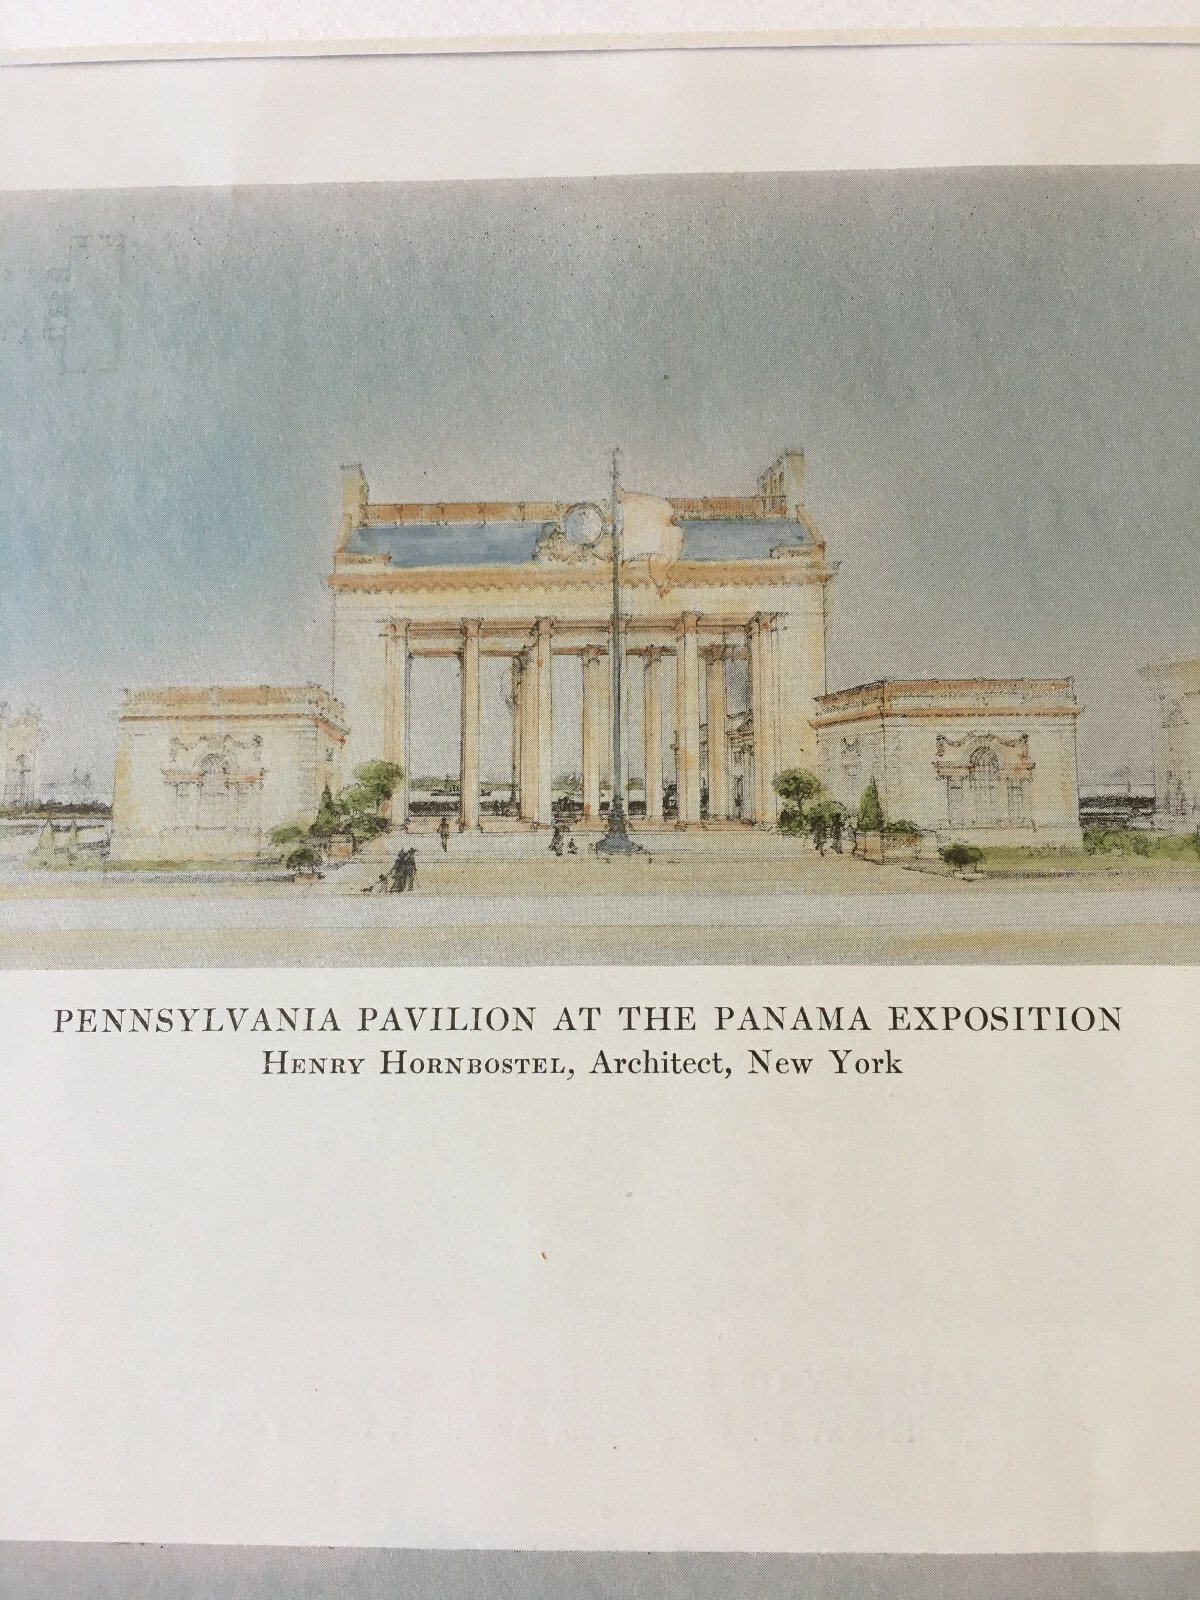 PENNSYLVANIA PAVILION AT THE PANAMA EXPOSITION
HENRY HORNBOSTEL, Architect, New York